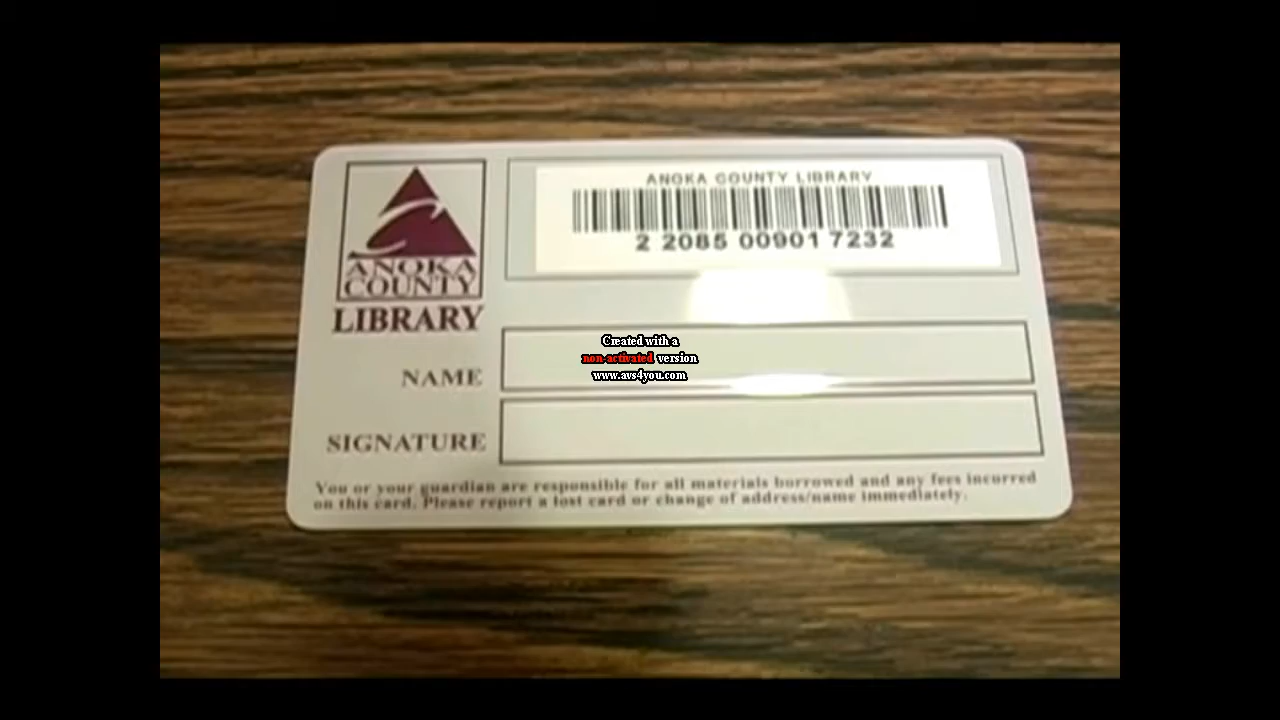 ANOKA COUNTY LIBRARY
2 2085 00901 7232
ANOKA
COUNTY
LIBRARY
Created with a
non-activated version
www.avs4you.com
NAME
SIGNATURE
You or your guardian are responsible for all materials borrowed and any fees incurred
on this card. Please report a lost card or change of address/name immediately.